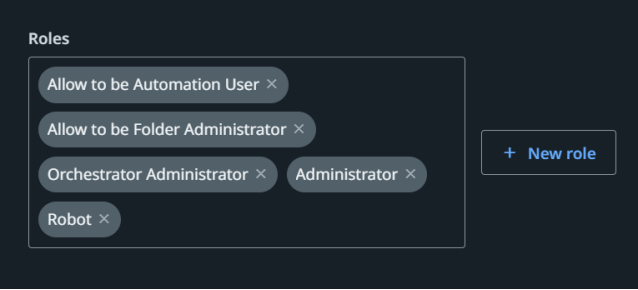 Roles
Allow to be Automation User ×
Allow to be Folder Administrator ×
Orchestrator Administrator × Administrator ×
Robot ×
+ New role